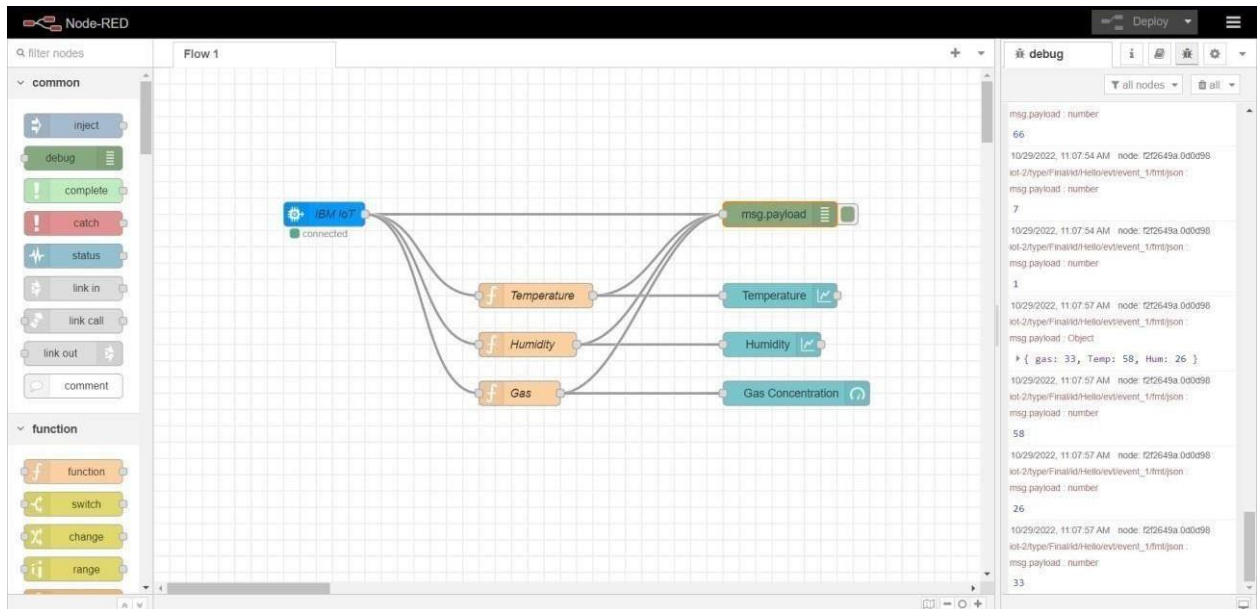 Node-RED
Deploy
filter nodes
Flow 1
debug
i
all nodes
all
common
inject
debug
complete
catch
status
link in
link call
link out
comment
function
function
switch
change
range
IBM IoT
connected
Temperature
Humidity
Gas
msg.payload
Temperature
Humidity
Gas Concentration
msg.payload : number
66
10/29/2022, 11:07:54 AM node: f2f2649a.0d0d98
iot-2/type/Final/id/Hello/evt/event_1/fmt/json :
msg.payload : number
7
10/29/2022, 11:07:54 AM node: f2f2649a.0d0d98
iot-2/type/Final/id/Hello/evt/event_1/fmt/json :
msg.payload : number
1
10/29/2022, 11:07:57 AM node: f2f2649a.0d0d98
iot-2/type/Final/id/Hello/evt/event_1/fmt/json :
msg.payload : Object
{ gas: 33, Temp: 58, Hum: 26 }
10/29/2022, 11:07:57 AM node: f2f2649a.0d0d98
iot-2/type/Final/id/Hello/evt/event_1/fmt/json :
msg.payload : number
58
10/29/2022, 11:07:57 AM node: f2f2649a.0d0d98
iot-2/type/Final/id/Hello/evt/event_1/fmt/json :
msg.payload : number
26
10/29/2022, 11:07:57 AM node: f2f2649a.0d0d98
iot-2/type/Final/id/Hello/evt/event_1/fmt/json :
msg.payload : number
33